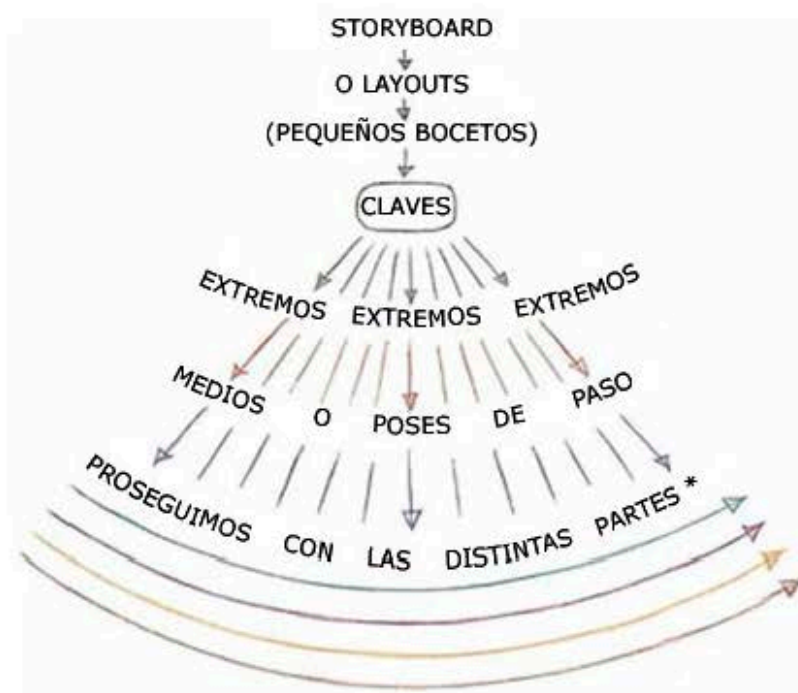 STORYBOARD
O LAYOUTS
(PEQUEÑOS BOCETOS)
CLAVES
EXTREMOS EXTREMOS EXTREMOS
MEDIOS O POSES DE PASO
PROSEGUIMOS CON LAS DISTINTAS PARTES *